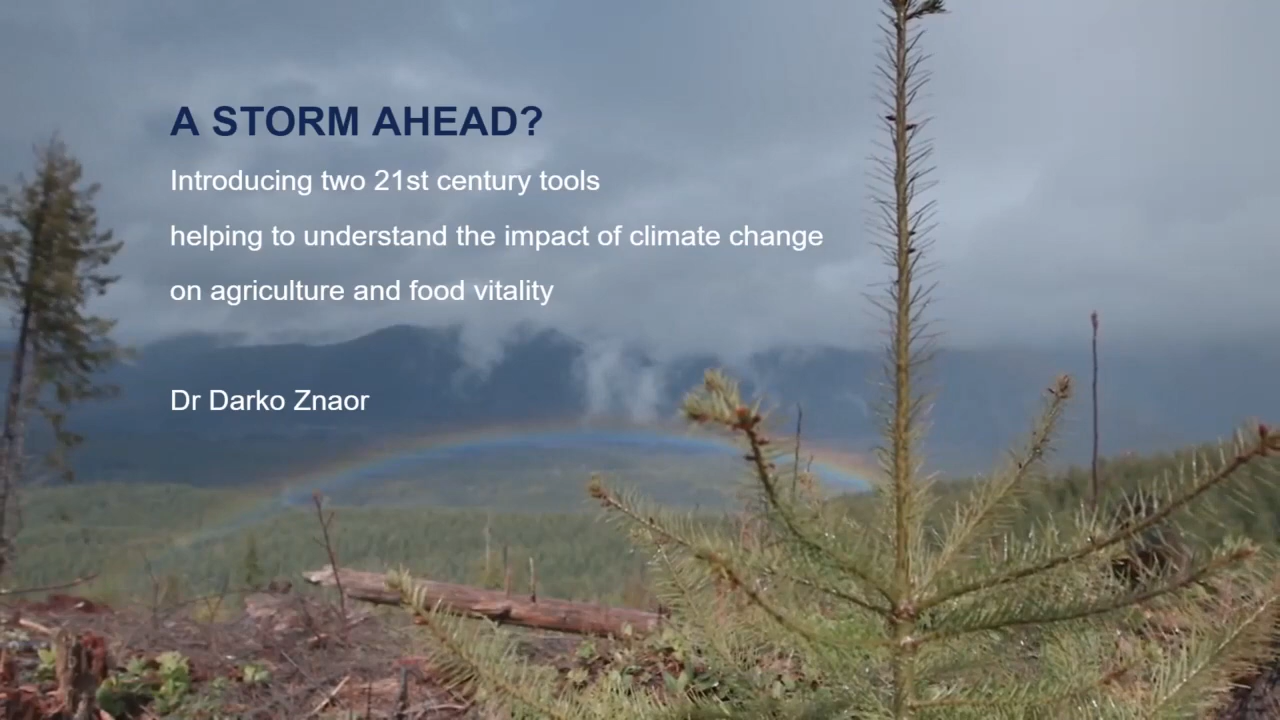 A STORM AHEAD?
Introducing two 21st century tools
helping to understand the impact of climate change
on agriculture and food vitality
Dr Darko Znaor